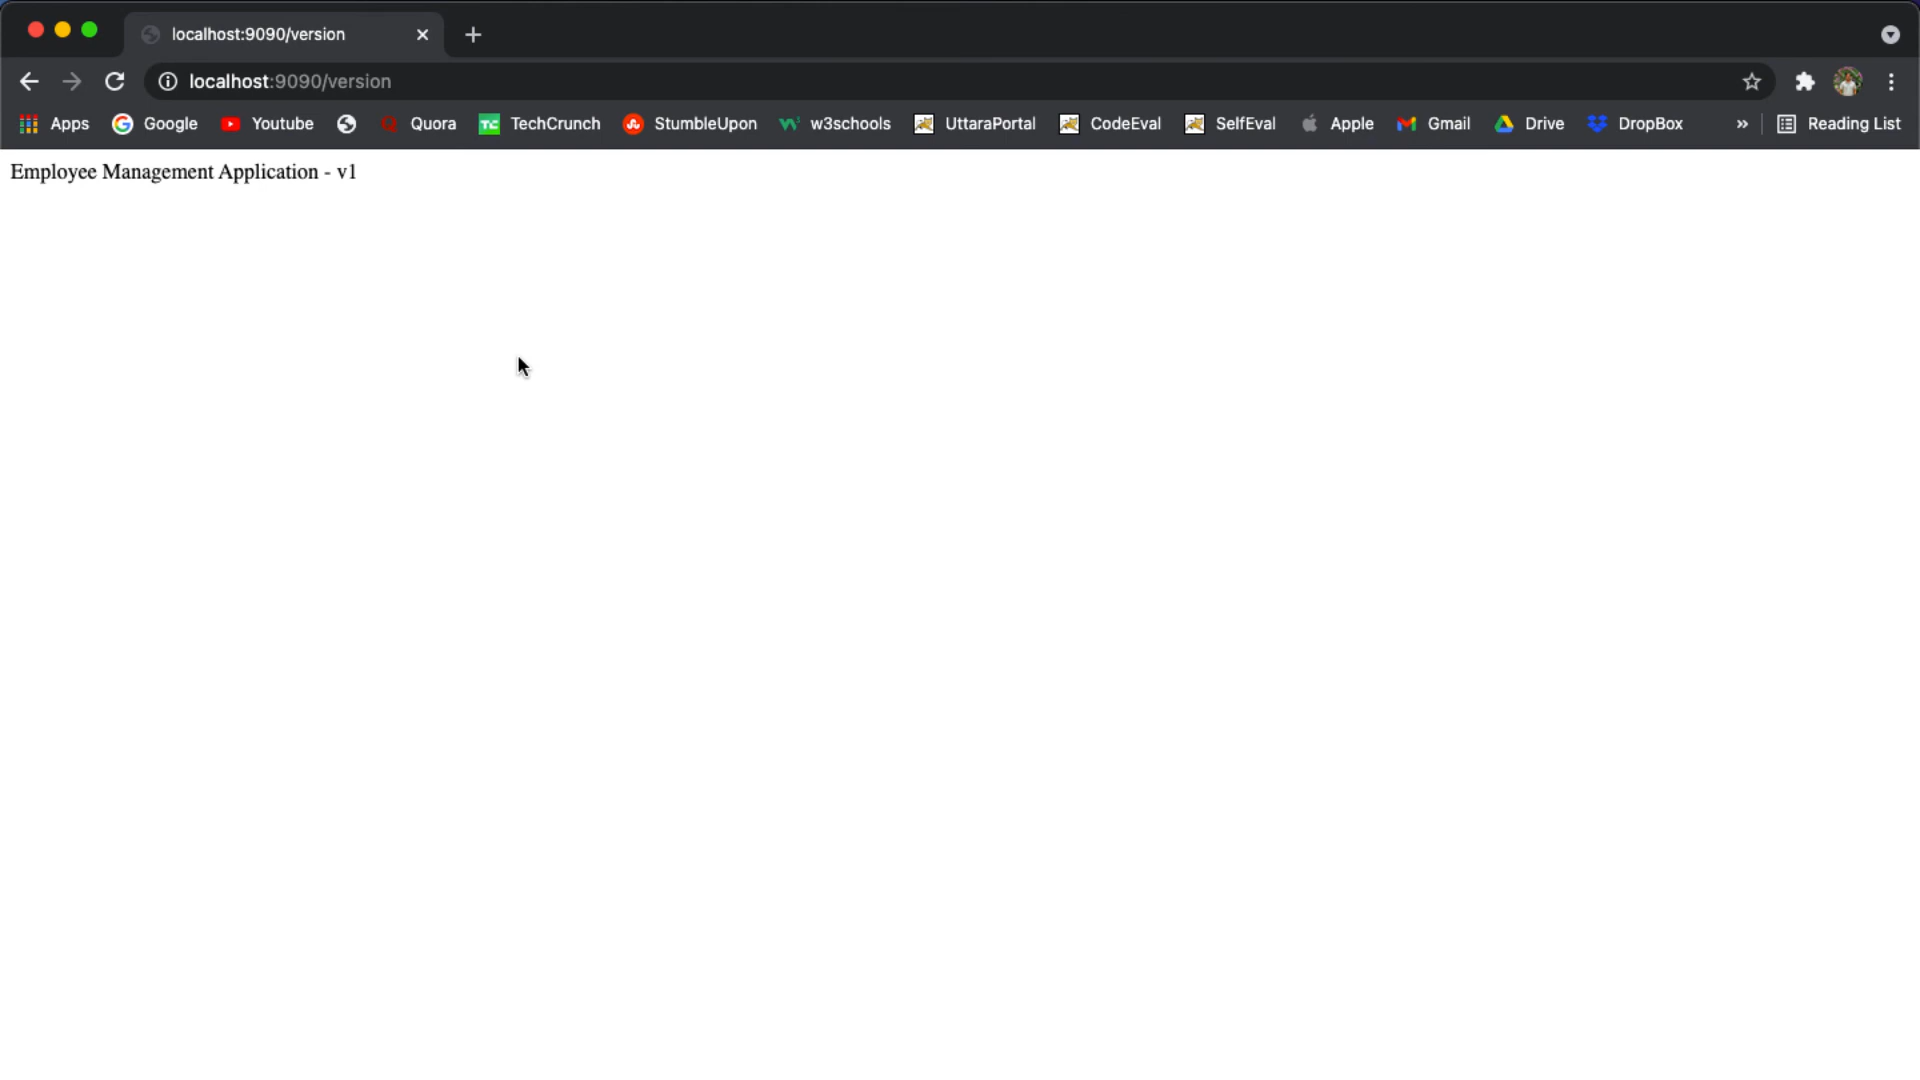 localhost:9090/version
localhost:9090/version
Apps Google Youtube Quora TechCrunch StumbleUpon w3schools UttaraPortal CodeEval SelfEval Apple Gmail Drive DropBox » Reading List
Employee Management Application - v1